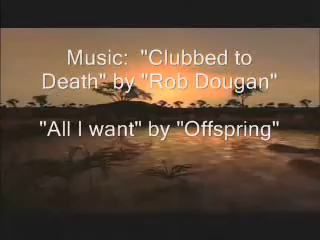 Music: "Clubbed to
Death" by "Rob Dougan"
"All I want" by "Offspring"